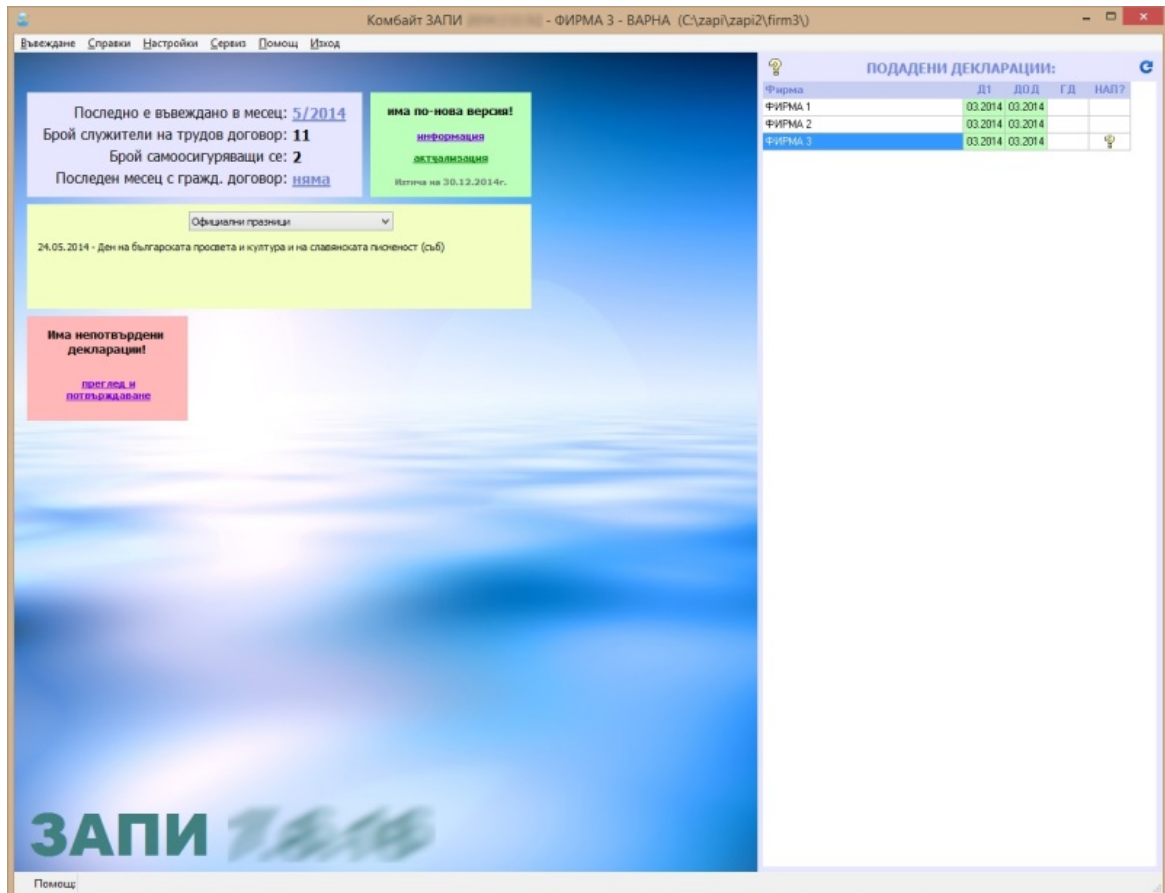 Комбайт ЗАПИ - ФИРМА 3 - ВАРНА (C:\zapi\zapi2\firm3\)
Въвеждане Справки Настройки Сервиз Помощ Изход
Последно е въвеждано в месец: 5/2014
Брой служители на трудов договор: 11
Брой самоосигуряващи се: 2
Последен месец с гражд. договор: няма
има по-нова версия!
информация
актуализация
Изтича на 30.12.2014г.
Официални празници
24.05.2014 - Ден на българската просвета и култура и на славянската писменост (съб)
Има непотвърдени
декларации!
преглед и
потвърждаване
ПОДАДЕНИ ДЕКЛАРАЦИИ:
Фирма Д1 ДОД ГД НАП?
ФИРМА 1 03.2014 03.2014
ФИРМА 2 03.2014 03.2014
ФИРМА 3 03.2014 03.2014
ЗАПИ
Помощ: